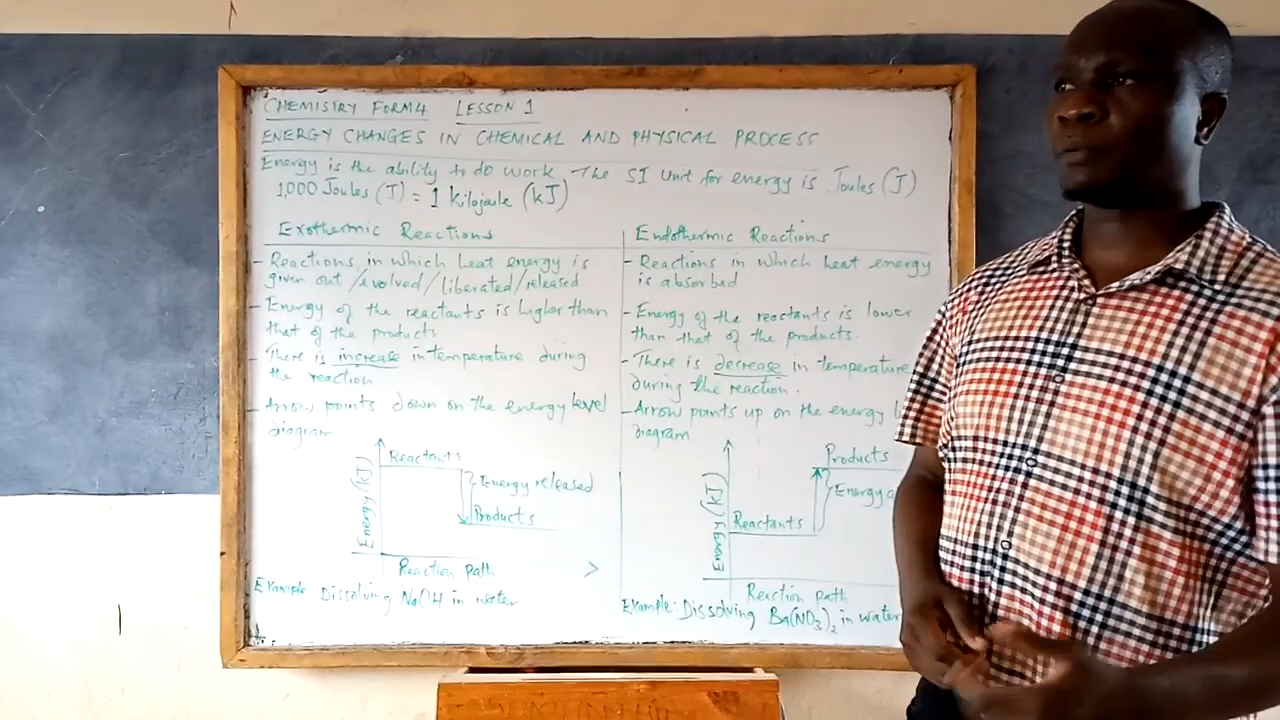 CHEMISTRY FORM 4 LESSON 1
ENERGY CHANGES IN CHEMICAL AND PHYSICAL PROCESS
Energy is the ability to do work. The SI Unit for energy is Joules (J)
1,000 Joules (J) = 1 kilojoule (kJ)
Exothermic Reactions
- Reactions in which heat energy is
given out/evolved/liberated/released
- Energy of the reactants is higher than
that of the products
- There is increase in temperature during
the reaction
- Arrow points down on the energy level
diagram
Energy (kJ)
Reactants
Energy released
Products
Reaction path
Example Dissolving NaOH in water
Endothermic Reactions
- Reactions in which heat energy
is absorbed
- Energy of the reactants is lower
than that of the products.
- There is decrease in temperature
during the reaction.
- Arrow points up on the energy
diagram
Energy (kJ)
Products
Energy
Reactants
Reaction path
Example: Dissolving Ba(NO₃)₂ in water